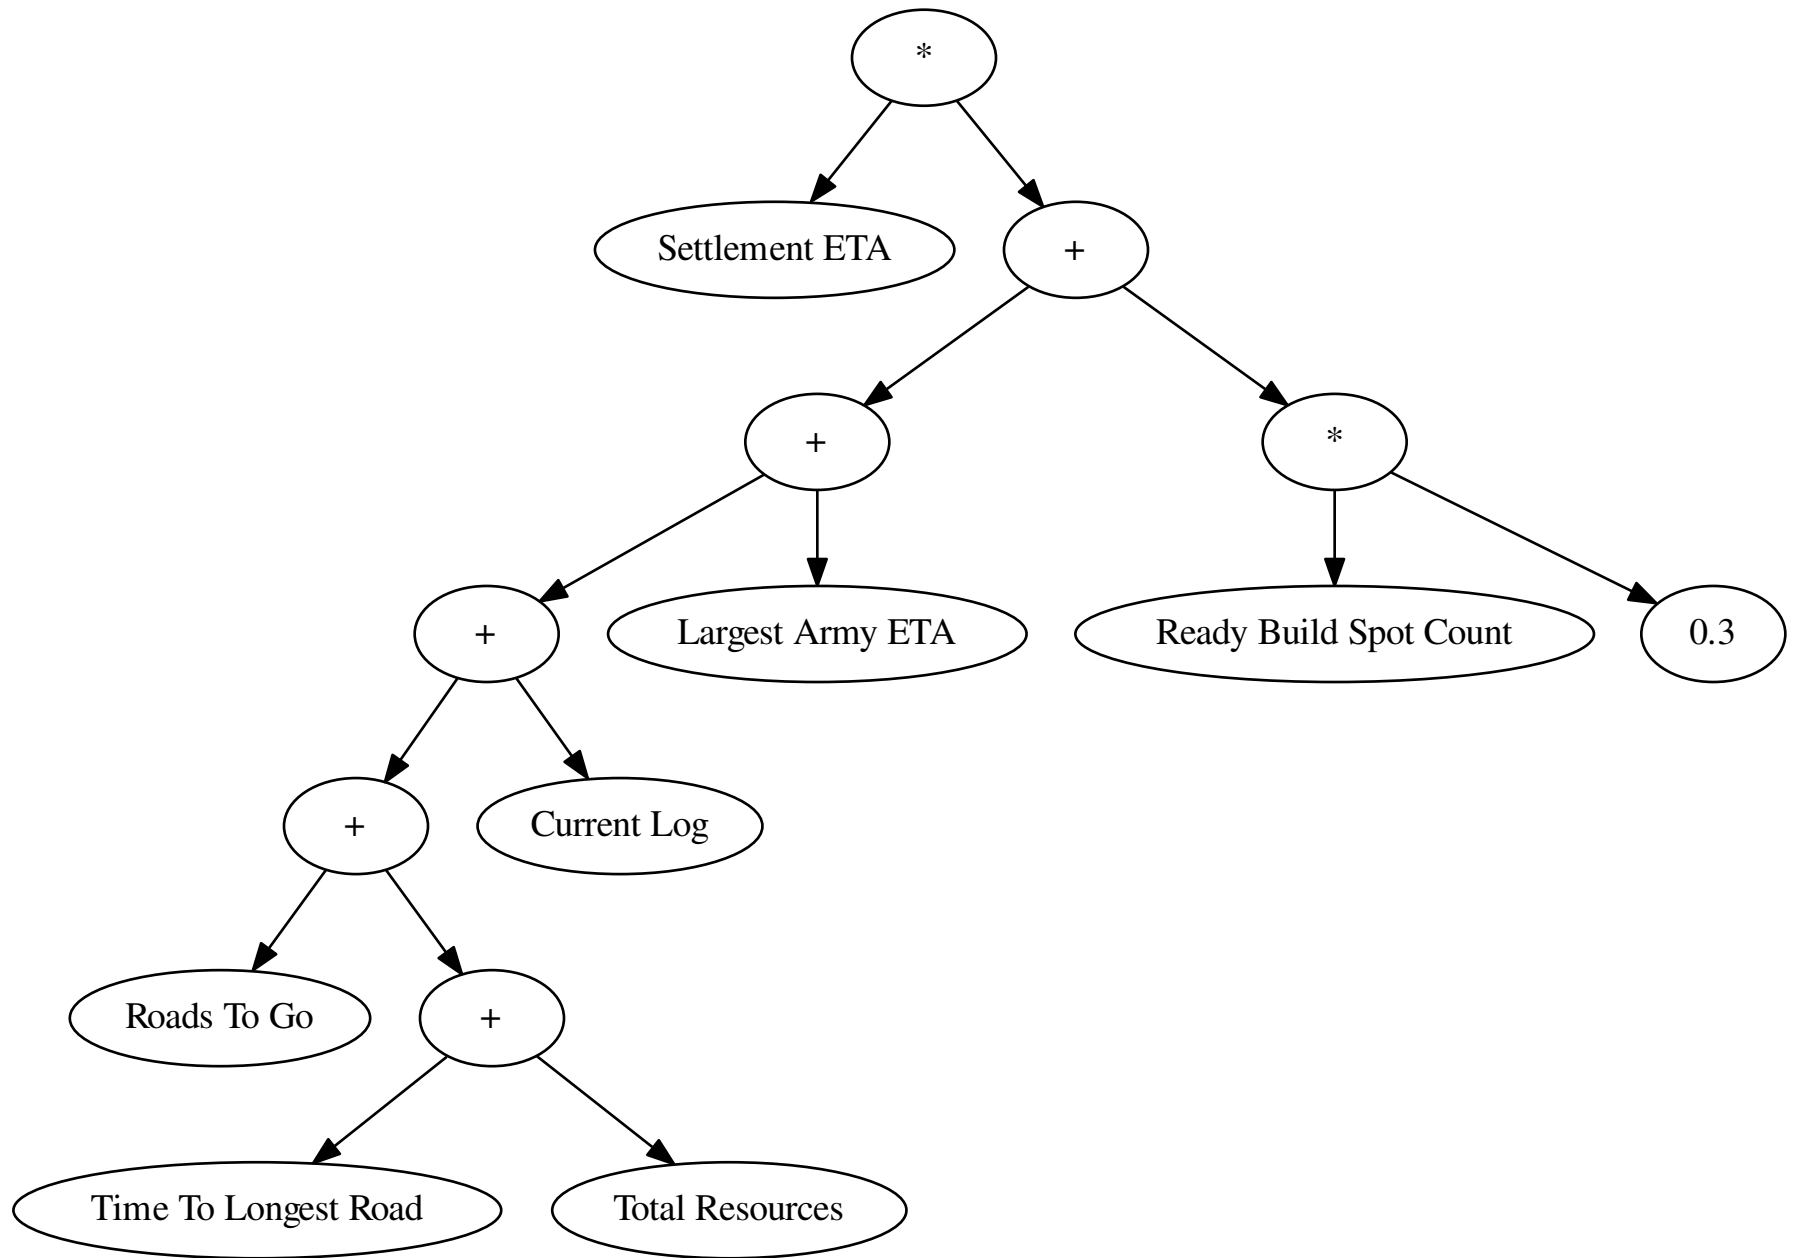 *
Settlement ETA
+
+
*
+
Largest Army ETA
Ready Build Spot Count
0.3
+
Current Log
Roads To Go
+
Time To Longest Road
Total Resources